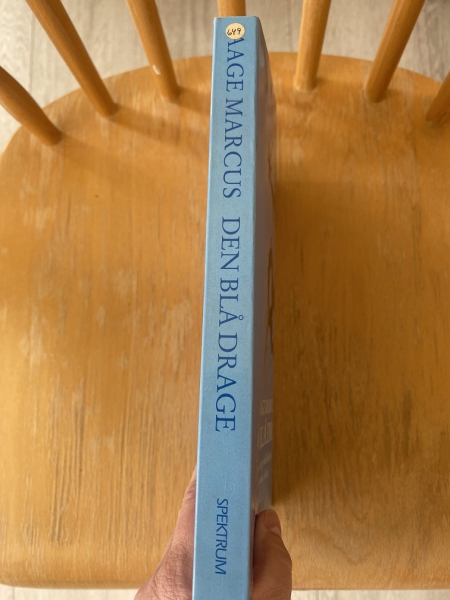 649
AAGE MARCUS DEN BLÅ DRAGE
SPEKTRUM